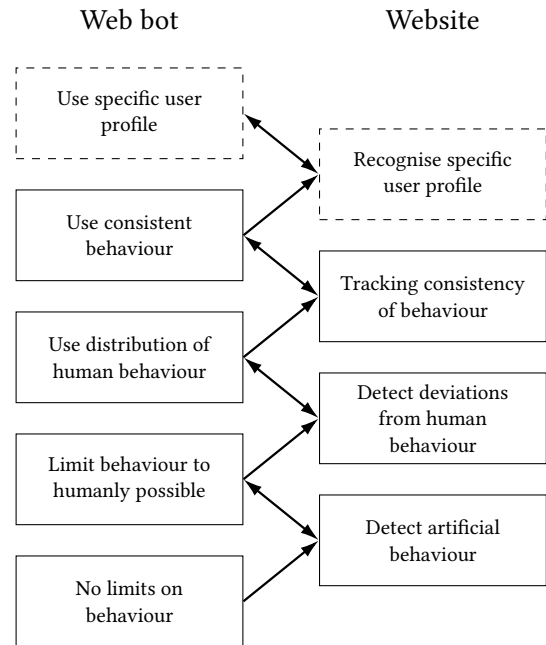 Web bot
Website
Use specific user
profile
Recognise specific
user profile
Use consistent
behaviour
Tracking consistency
of behaviour
Use distribution of
human behaviour
Detect deviations
from human
behaviour
Limit behaviour to
humanly possible
Detect artificial
behaviour
No limits on
behaviour